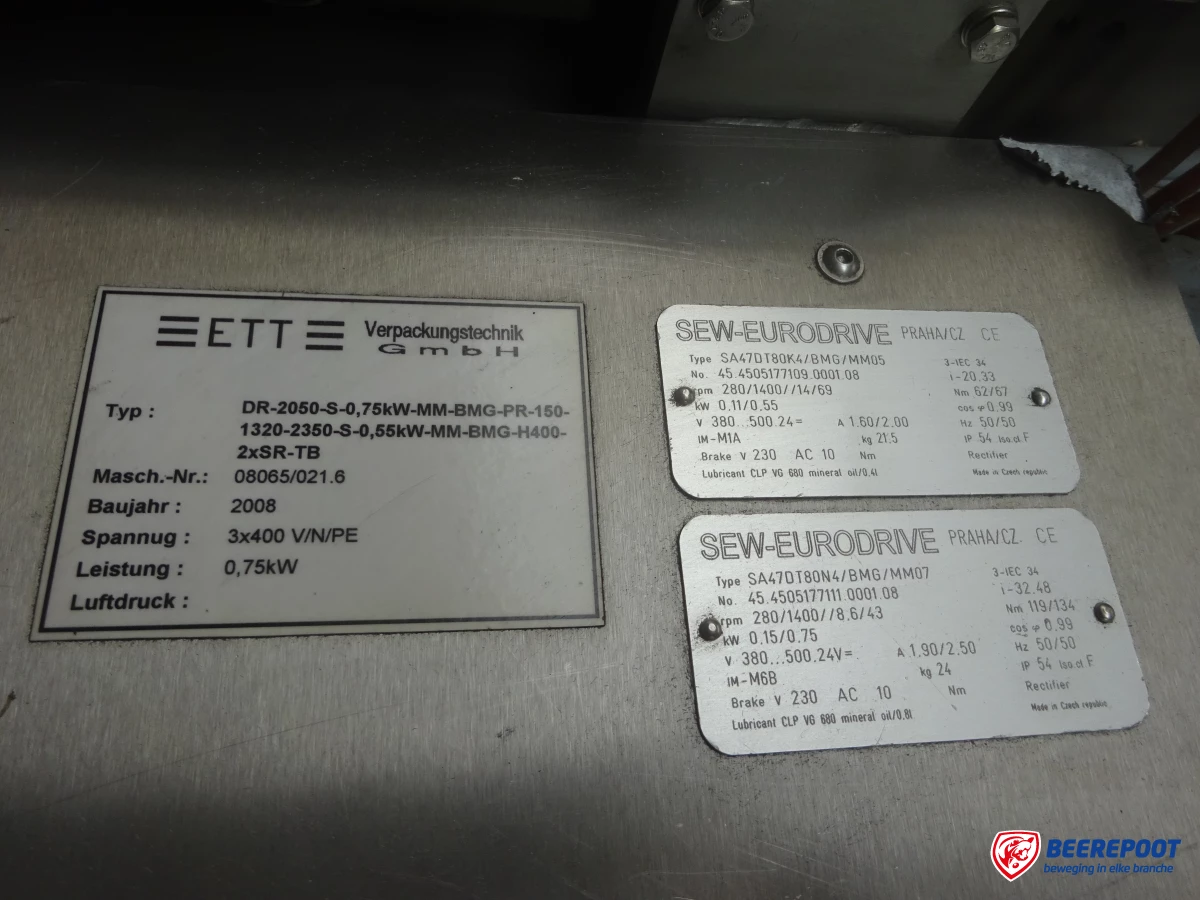 ETT Verpackungstechnik
GmbH
Typ : DR-2050-S-0,75kW-MM-BMG-PR-150-
1320-2350-S-0,55kW-MM-BMG-H400-
2xSR-TB
Masch.-Nr.: 08065/021.6
Baujahr : 2008
Spannug : 3x400 V/N/PE
Leistung : 0,75kW
Luftdruck :
SEW-EURODRIVE PRAHA/CZ CE
Type SA47DT80K4/BMG/MM05 3-IEC 34
No. 45.4505177109.0001.08 i-20.33
rpm 280/1400//14/69 Nm 62/67
kW 0.11/0.55 cos φ 0.99
V 380...500.24= A 1.60/2.00 Hz 50/50
IM-M1A kg 21.5 IP 54 Iso.cl F
Brake V 230 AC 10 Nm Rectifier
Lubricant CLP VG 680 mineral oil/0.4l Made in Czech republic
SEW-EURODRIVE PRAHA/CZ. CE
Type SA47DT80N4/BMG/MM07 3-IEC 34
No. 45.4505177111.0001.08 i-32.48
rpm 280/1400//8.6/43 Nm 119/134
kW 0.15/0.75 cos φ 0.99
V 380...500.24V= A 1.90/2.50 Hz 50/50
IM-M6B kg 24 IP 54 Iso.cl F
Brake V 230 AC 10 Nm Rectifier
Lubricant CLP VG 680 mineral oil/0.8l Made in Czech republic
BEEREPOOT
beweging in elke branche